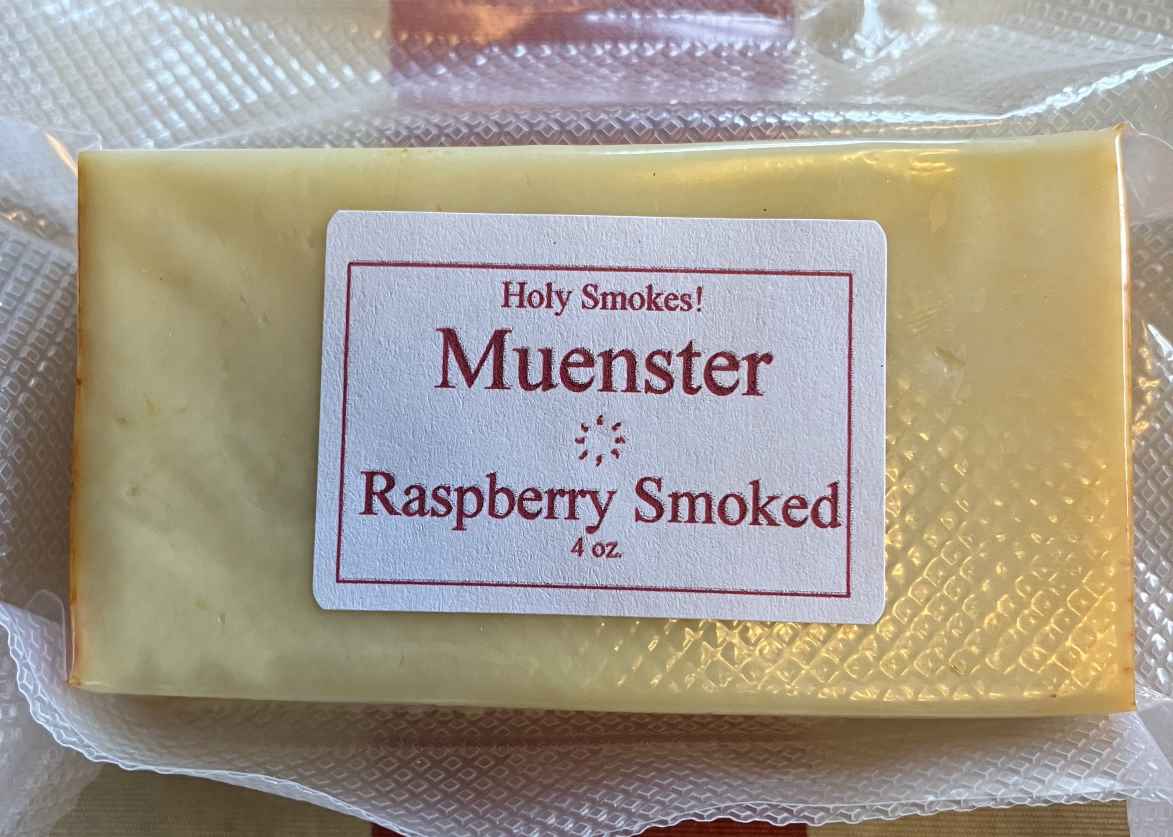 Holy Smokes!
Muenster
Raspberry Smoked
4 oz.